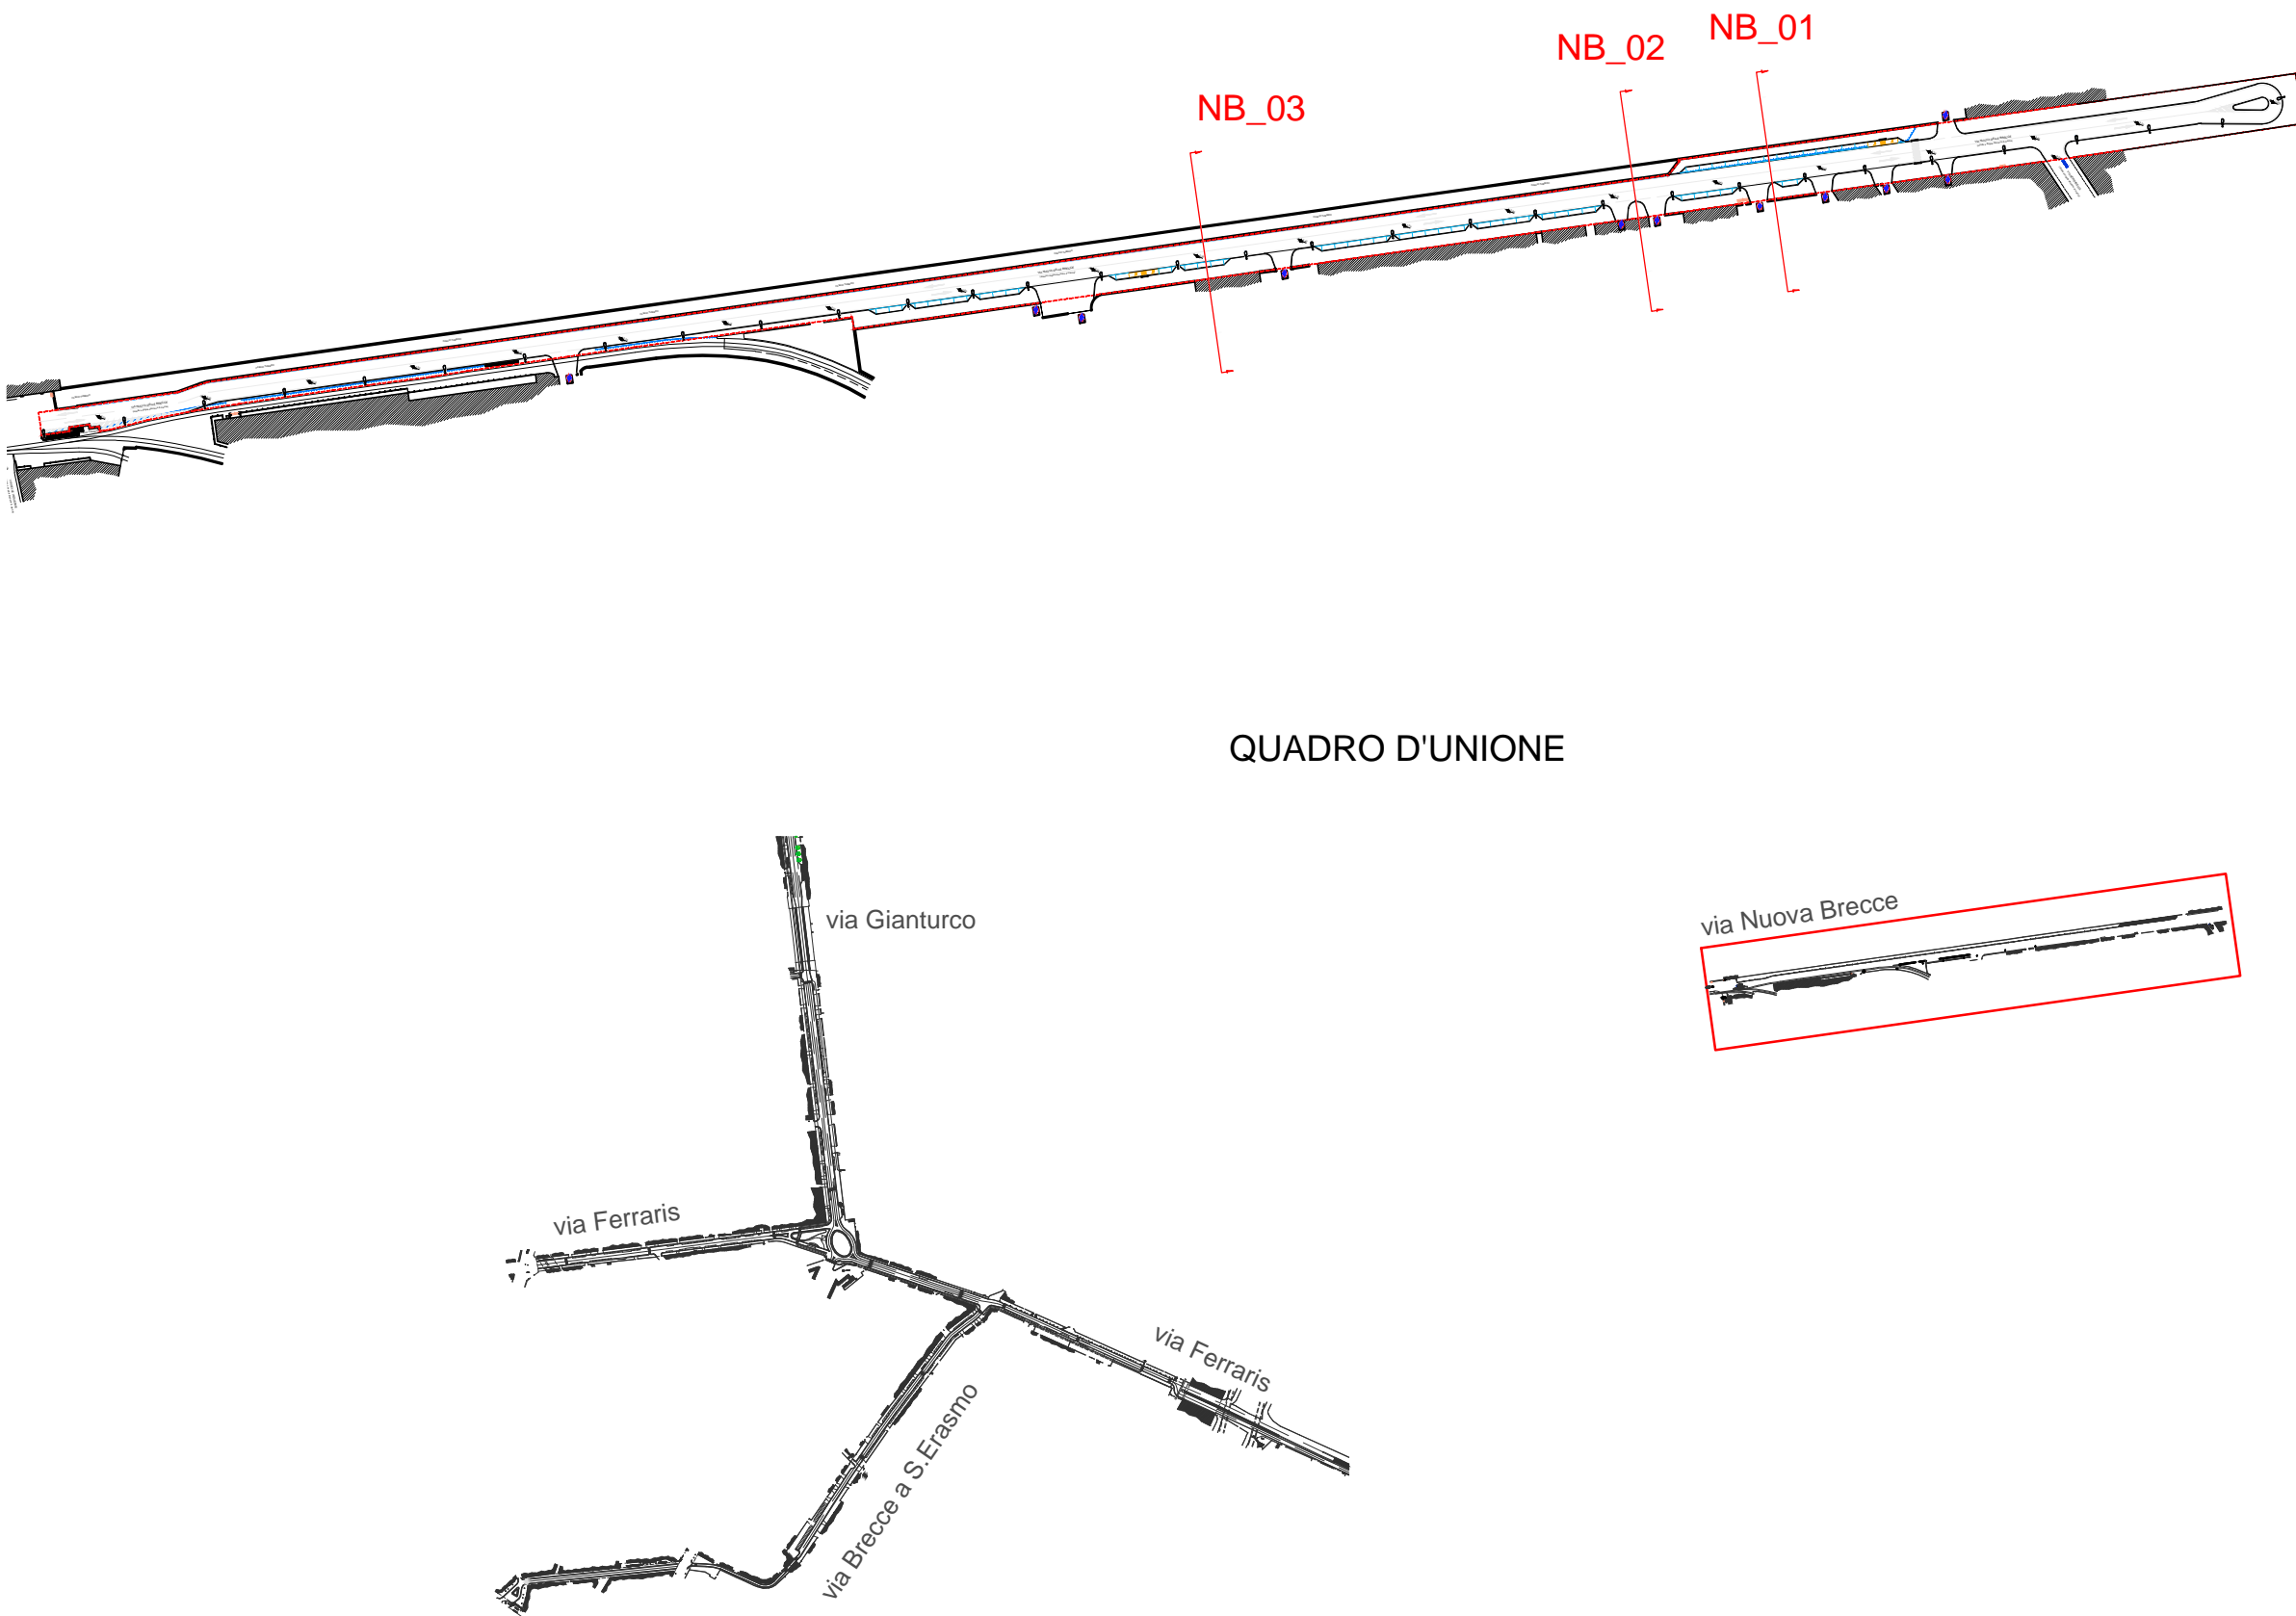 NB_01
NB_02
NB_03
QUADRO D'UNIONE
via Gianturco
via Nuova Brecce
via Ferraris
via Ferraris
via Brecce a S.Erasmo